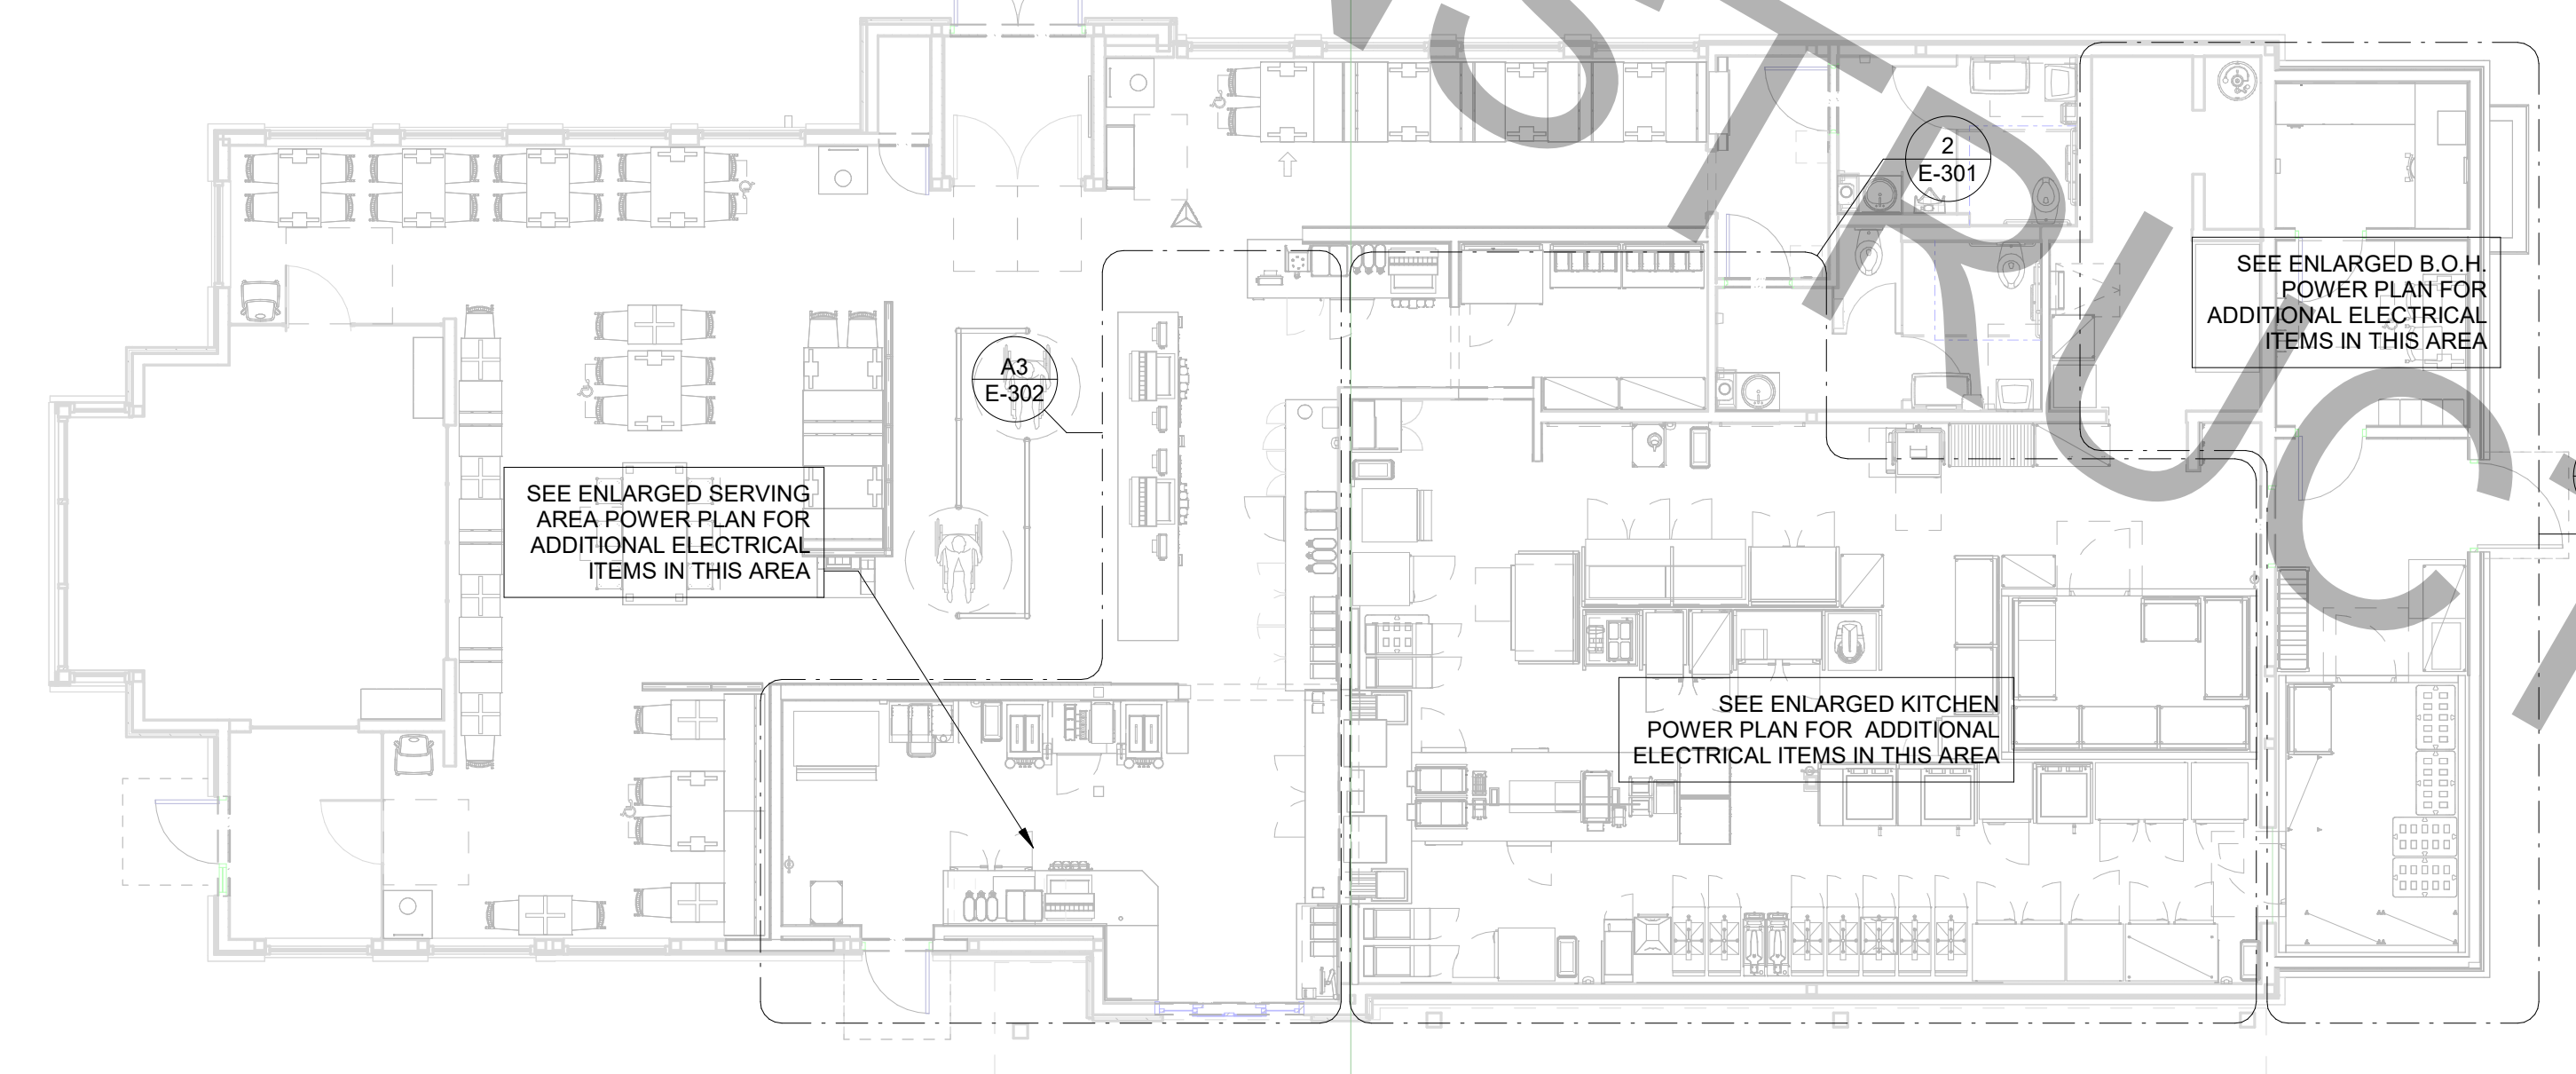 STRUCT
2
E-301
SEE ENLARGED B.O.H.
POWER PLAN FOR
ADDITIONAL ELECTRICAL
ITEMS IN THIS AREA
A3
E-302
SEE ENLARGED SERVING
AREA POWER PLAN FOR
ADDITIONAL ELECTRICAL
ITEMS IN THIS AREA
SEE ENLARGED KITCHEN
POWER PLAN FOR ADDITIONAL
ELECTRICAL ITEMS IN THIS AREA